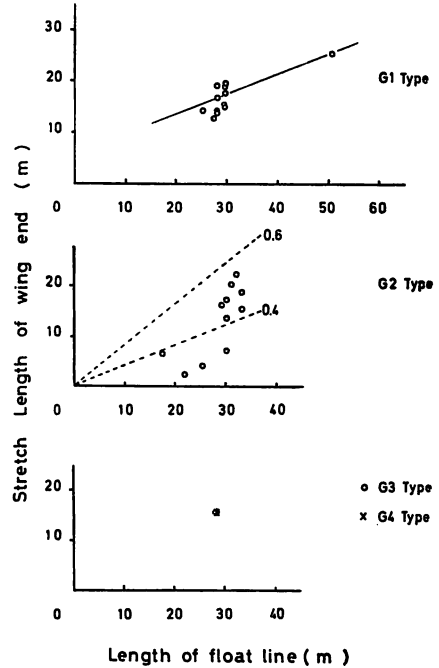 30
20
10
G1 Type
0 10 20 30 40 50 60
0.6
20
10
0.4
G2 Type
0 10 20 30 40
20
10
o G3 Type
x G4 Type
0 10 20 30 40
Stretch Length of wing end (m)
Length of float line (m)